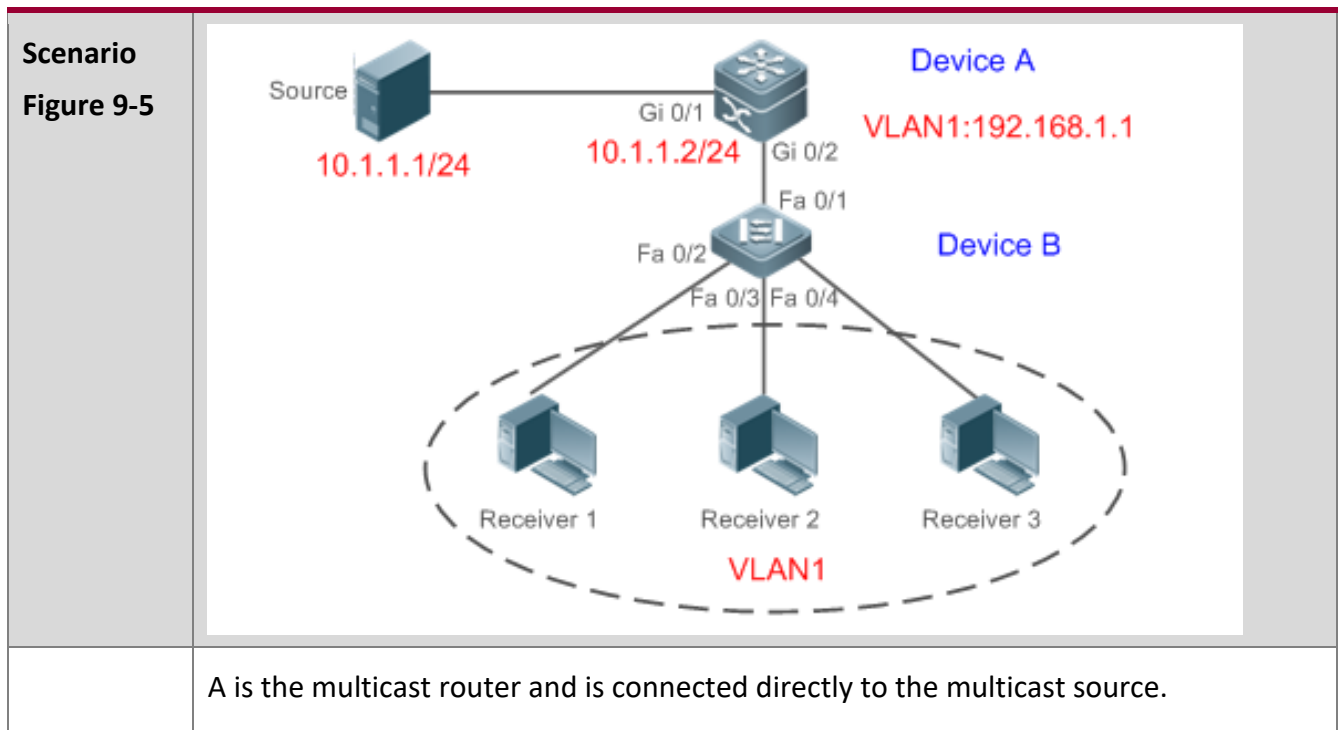 Scenario
Figure 9-5
Source
Gi 0/1
Device A
10.1.1.1/24
10.1.1.2/24
VLAN1:192.168.1.1
Gi 0/2
Fa 0/1
Device B
Fa 0/2
Fa 0/3
Fa 0/4
Receiver 1
Receiver 2
Receiver 3
VLAN1
A is the multicast router and is connected directly to the multicast source.